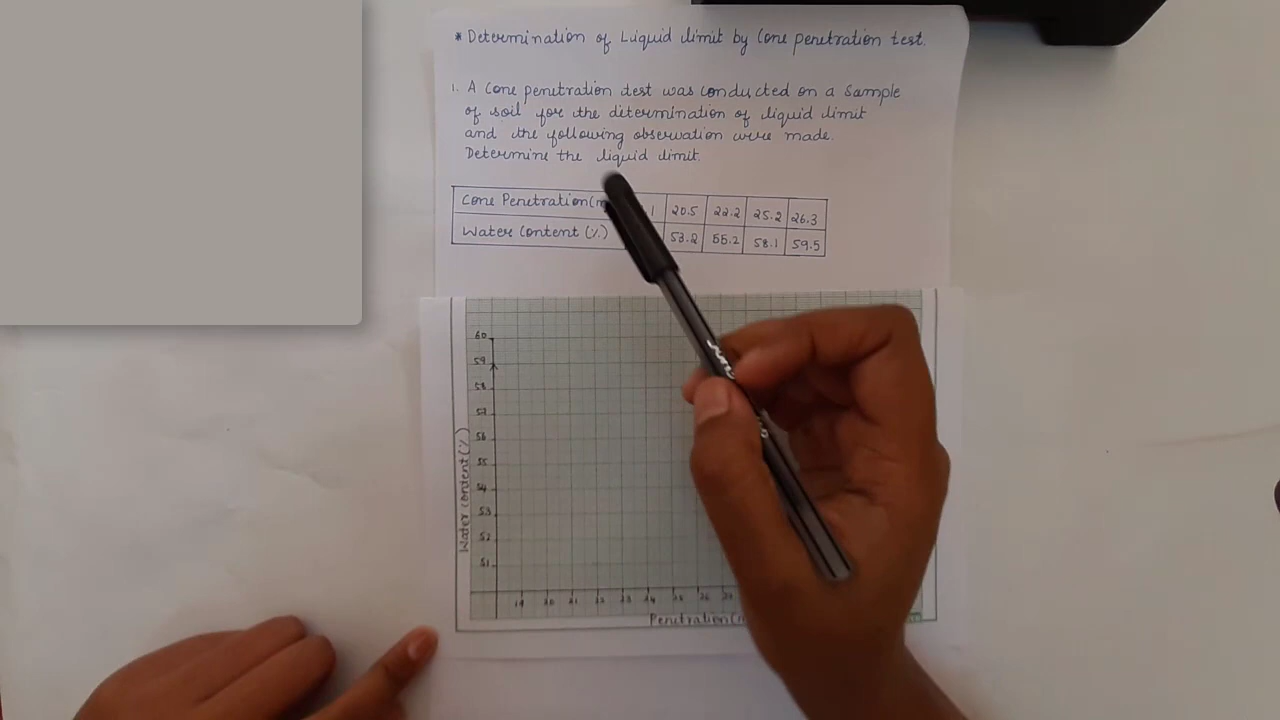 * Determination of Liquid limit by Cone penetration test.
1. A Cone penetration test was conducted on a Sample
of soil for the determination of liquid limit
and the following observation were made.
Determine the liquid limit.
Cone Penetration(m 1 20.5 22.2 25.2 26.3
Water Content (%) 53.2 55.2 58.1 59.5
60
59
58
57
56
55
54
53
52
51
Water Content (%)
19 20 21 22 23 24 25 26 27
Penetration(m